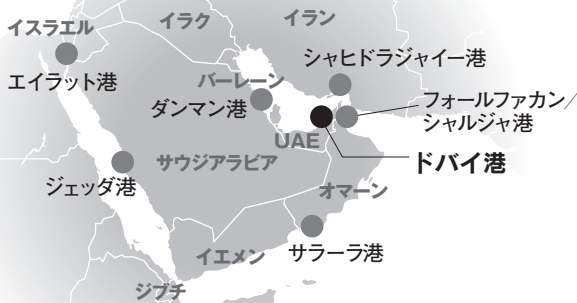 イスラエル
イラク
イラン
エイラット港
シャヒドラジャイー港
バーレーン
ダンマン港
フォールファカン/
シャルジャ港
UAE
ドバイ港
サウジアラビア
ジェッダ港
オマーン
イエメン
サラーラ港
ジブチ